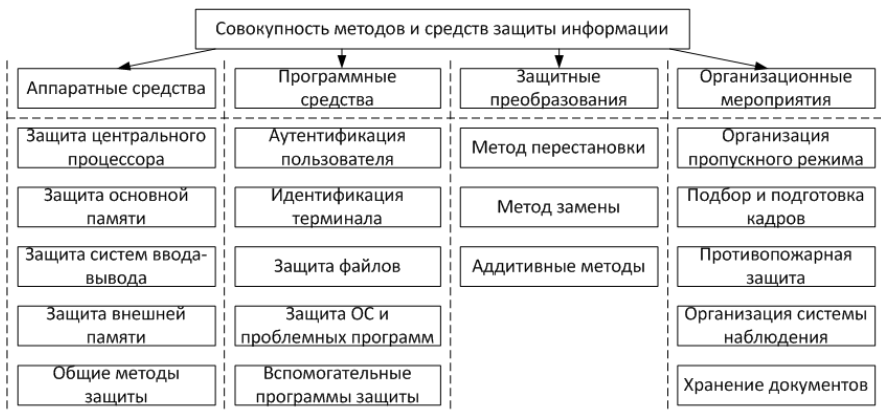 Совокупность методов и средств защиты информации
Аппаратные средства
Программные
средства
Защитные
преобразования
Организационные
мероприятия
Защита центрального
процессора
Аутентификация
пользователя
Метод перестановки
Организация
пропускного режима
Защита основной
памяти
Идентификация
терминала
Метод замены
Подбор и подготовка
кадров
Защита систем ввода-
вывода
Защита файлов
Аддитивные методы
Противопожарная
защита
Защита внешней
памяти
Защита ОС и
проблемных программ
Организация системы
наблюдения
Общие методы
защиты
Вспомогательные
программы защиты
Хранение документов